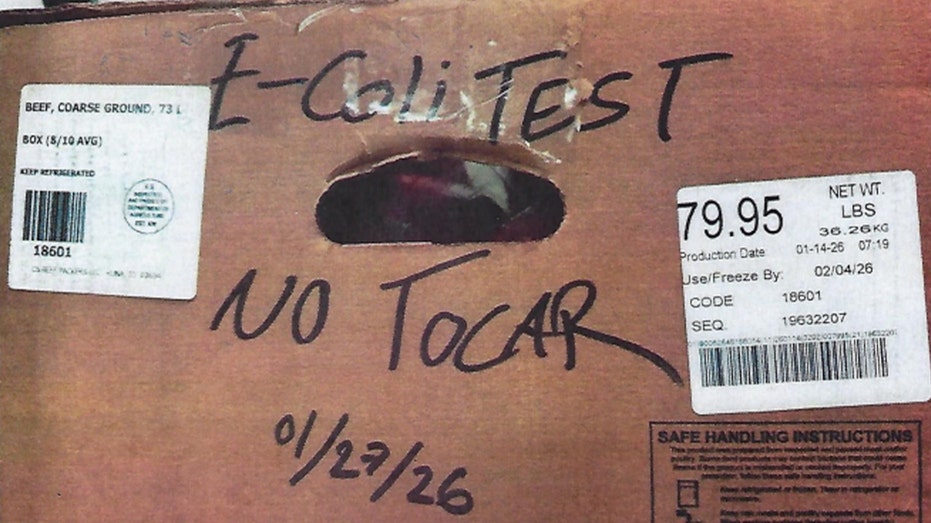 E-Coli TEST
BEEF, COARSE GROUND, 73 L
BOX (8/10 AVG)
KEEP REFRIGERATED
18601
NO TOCAR
01/27/26
79.95
NET WT.
LBS
36.26KG
Production Date 01-14-26 07:19
Use/Freeze By: 02/04/26
CODE 18601
SEQ. 19632207
SAFE HANDLING INSTRUCTIONS